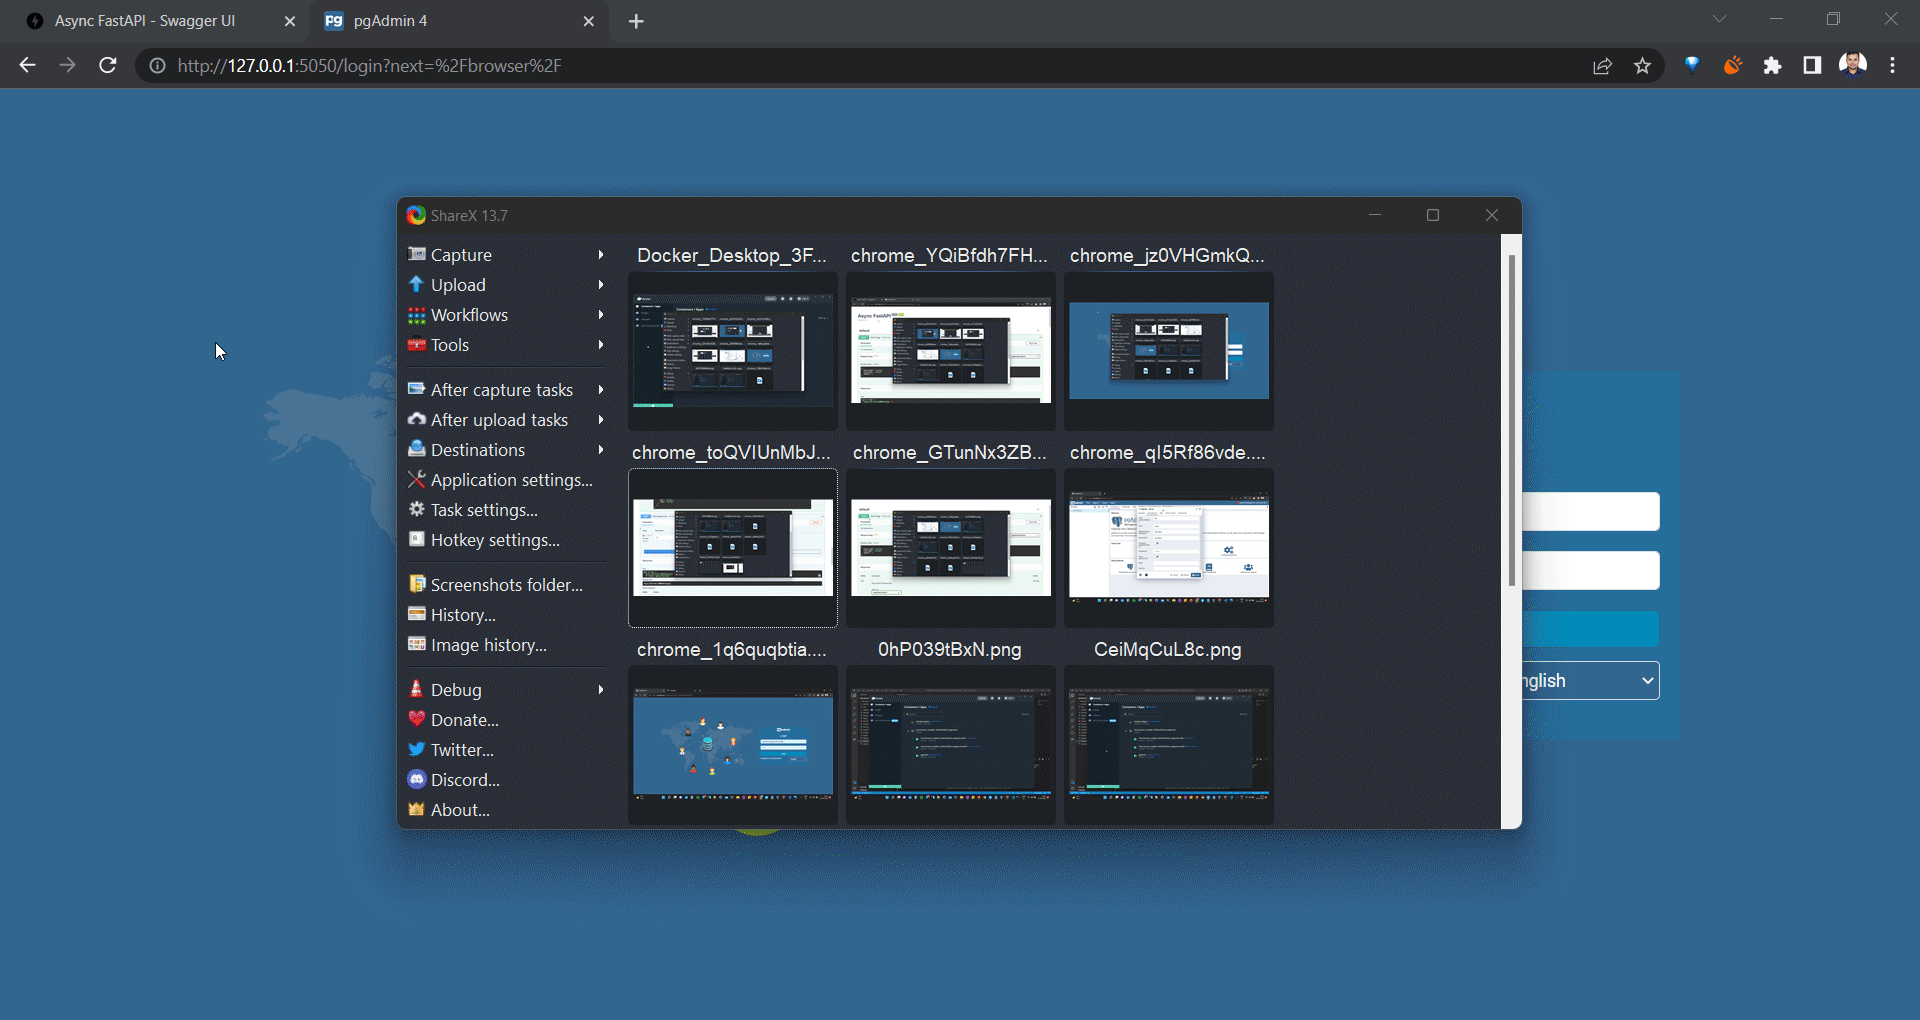 Async FastAPI - Swagger UI
pgAdmin 4
http://127.0.0.1:5050/login?next=%2Fbrowser%2F
ShareX 13.7
Capture
Upload
Workflows
Tools
After capture tasks
After upload tasks
Destinations
Application settings...
Task settings...
Hotkey settings...
Screenshots folder...
History...
Image history...
Debug
Donate...
Twitter...
Discord...
About...
Docker_Desktop_3F...
chrome_YQiBfdh7FH...
chrome_jz0VHGmkQ...
chrome_toQVIUnMbJ...
chrome_GTunNx3ZB...
chrome_qI5Rf86vde....
chrome_1q6quqbtia....
0hP039tBxN.png
CeiMqCuL8c.png
nglish